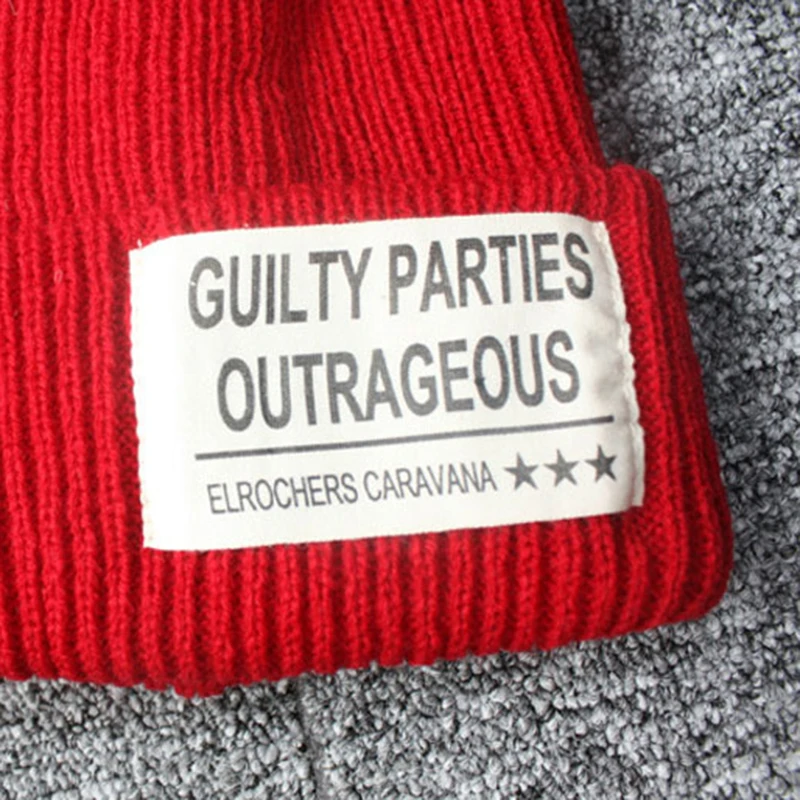 GUILTY PARTIES
OUTRAGEOUS
ELROCHERS CARAVANA ★★★